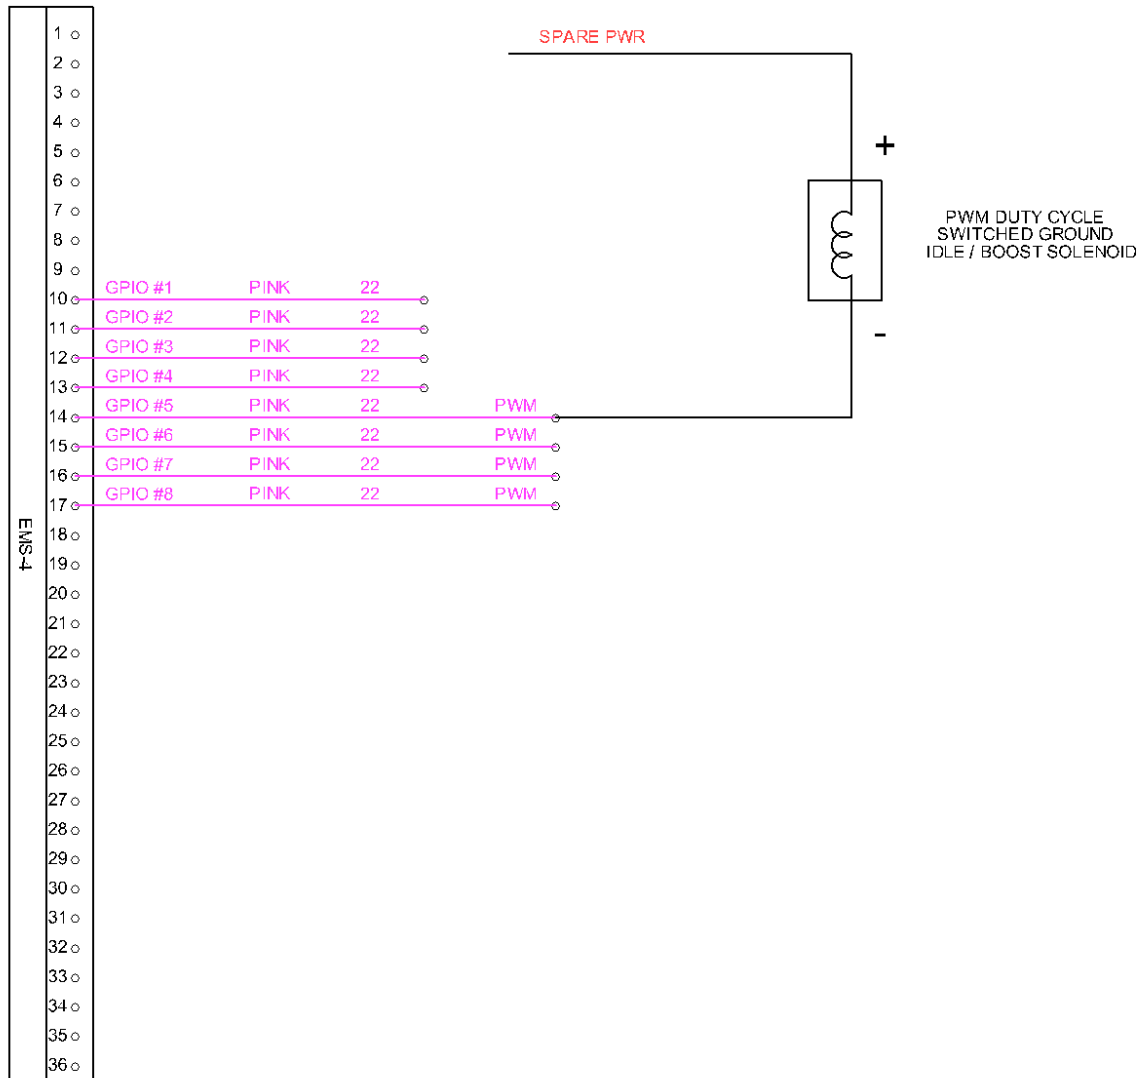 SPARE PWR
1
2
3
4
5
6
7
8
9
+
PWM DUTY CYCLE
SWITCHED GROUND
IDLE / BOOST SOLENOID
-
10 GPIO #1 PINK 22
11 GPIO #2 PINK 22
12 GPIO #3 PINK 22
13 GPIO #4 PINK 22
14 GPIO #5 PINK 22 PWM
15 GPIO #6 PINK 22 PWM
16 GPIO #7 PINK 22 PWM
17 GPIO #8 PINK 22 PWM
EMS-4
18
19
20
21
22
23
24
25
26
27
28
29
30
31
32
33
34
35
36